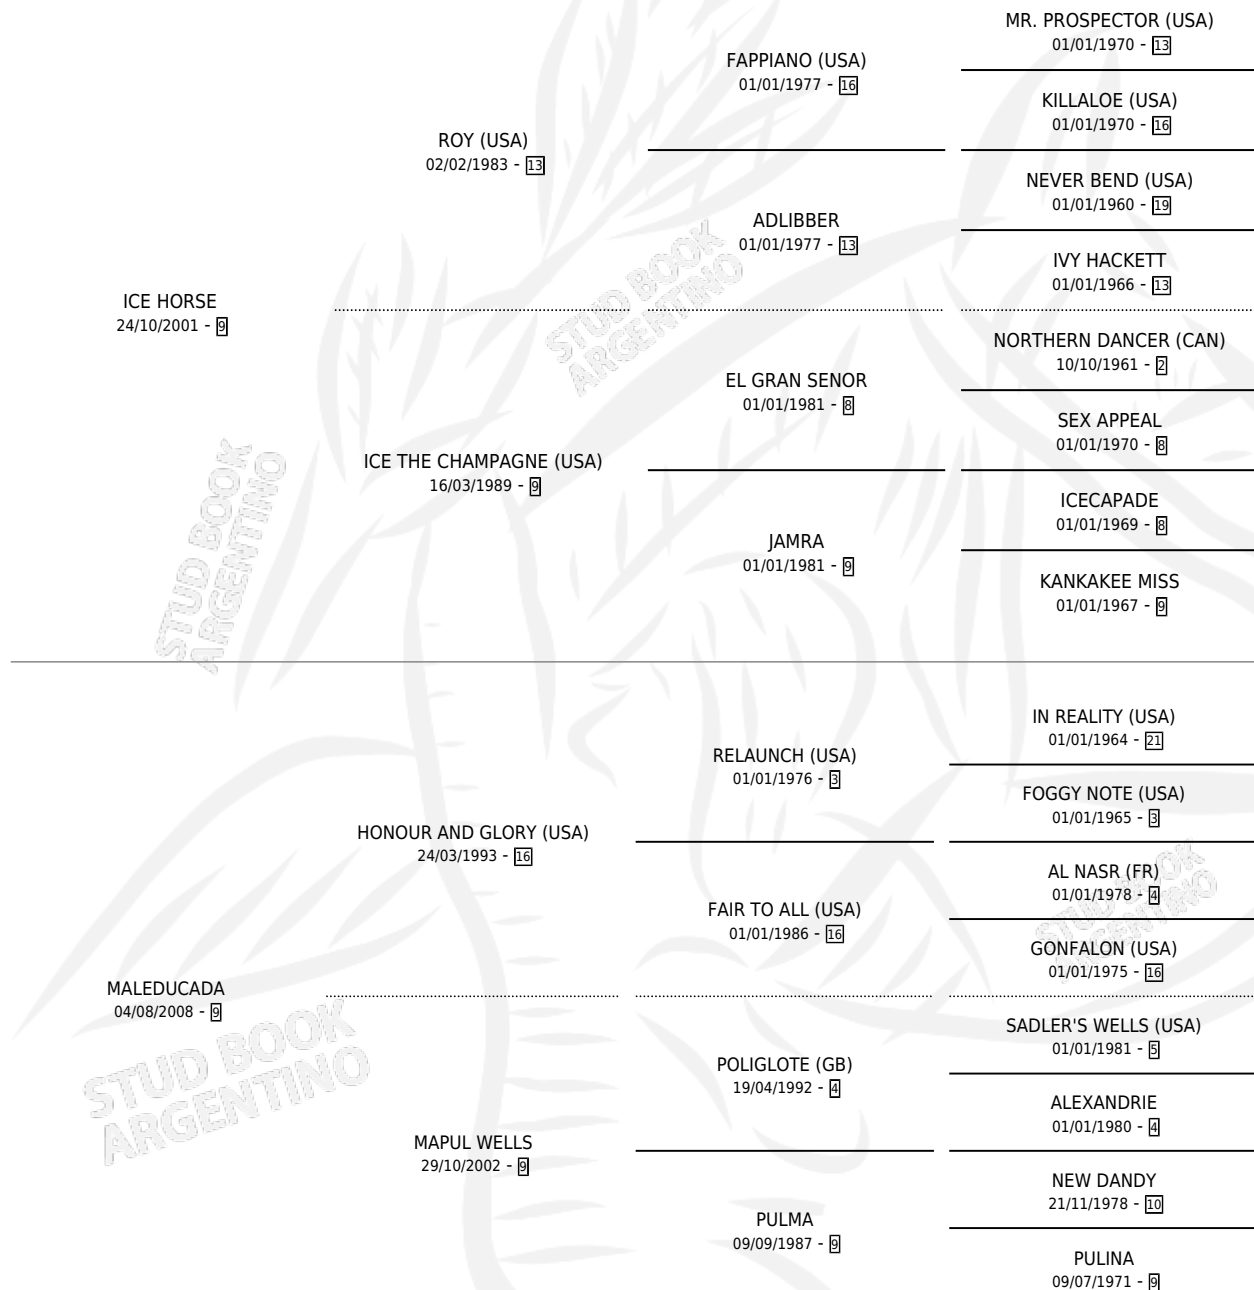 MR. PROSPECTOR (USA)
01/01/1970 - 13
FAPPIANO (USA)
01/01/1977 - 16
KILLALOE (USA)
01/01/1970 - 16
ROY (USA)
02/02/1983 - 13
NEVER BEND (USA)
01/01/1960 - 19
ADLIBBER
01/01/1977 - 13
IVY HACKETT
01/01/1966 - 13
ICE HORSE
24/10/2001 - 9
NORTHERN DANCER (CAN)
10/10/1961 - 2
EL GRAN SENOR
01/01/1981 - 8
SEX APPEAL
01/01/1970 - 8
ICE THE CHAMPAGNE (USA)
16/03/1989 - 9
ICECAPADE
01/01/1969 - 8
JAMRA
01/01/1981 - 9
KANKAKEE MISS
01/01/1967 - 9
IN REALITY (USA)
01/01/1964 - 21
RELAUNCH (USA)
01/01/1976 - 3
FOGGY NOTE (USA)
01/01/1965 - 3
HONOUR AND GLORY (USA)
24/03/1993 - 16
AL NASR (FR)
01/01/1978 - 4
FAIR TO ALL (USA)
01/01/1986 - 16
GONFALON (USA)
01/01/1975 - 16
MALEDUCADA
04/08/2008 - 9
SADLER'S WELLS (USA)
01/01/1981 - 5
POLIGLOTE (GB)
19/04/1992 - 4
ALEXANDRIE
01/01/1980 - 4
MAPUL WELLS
29/10/2002 - 9
NEW DANDY
21/11/1978 - 10
PULMA
09/09/1987 - 9
PULINA
09/07/1971 - 9
STUD BOOK
ARGENTINO
STUD BOOK
ARGENTINO
STUD BOOK
ARGENTINO
STUD BOOK
ARGENTINO